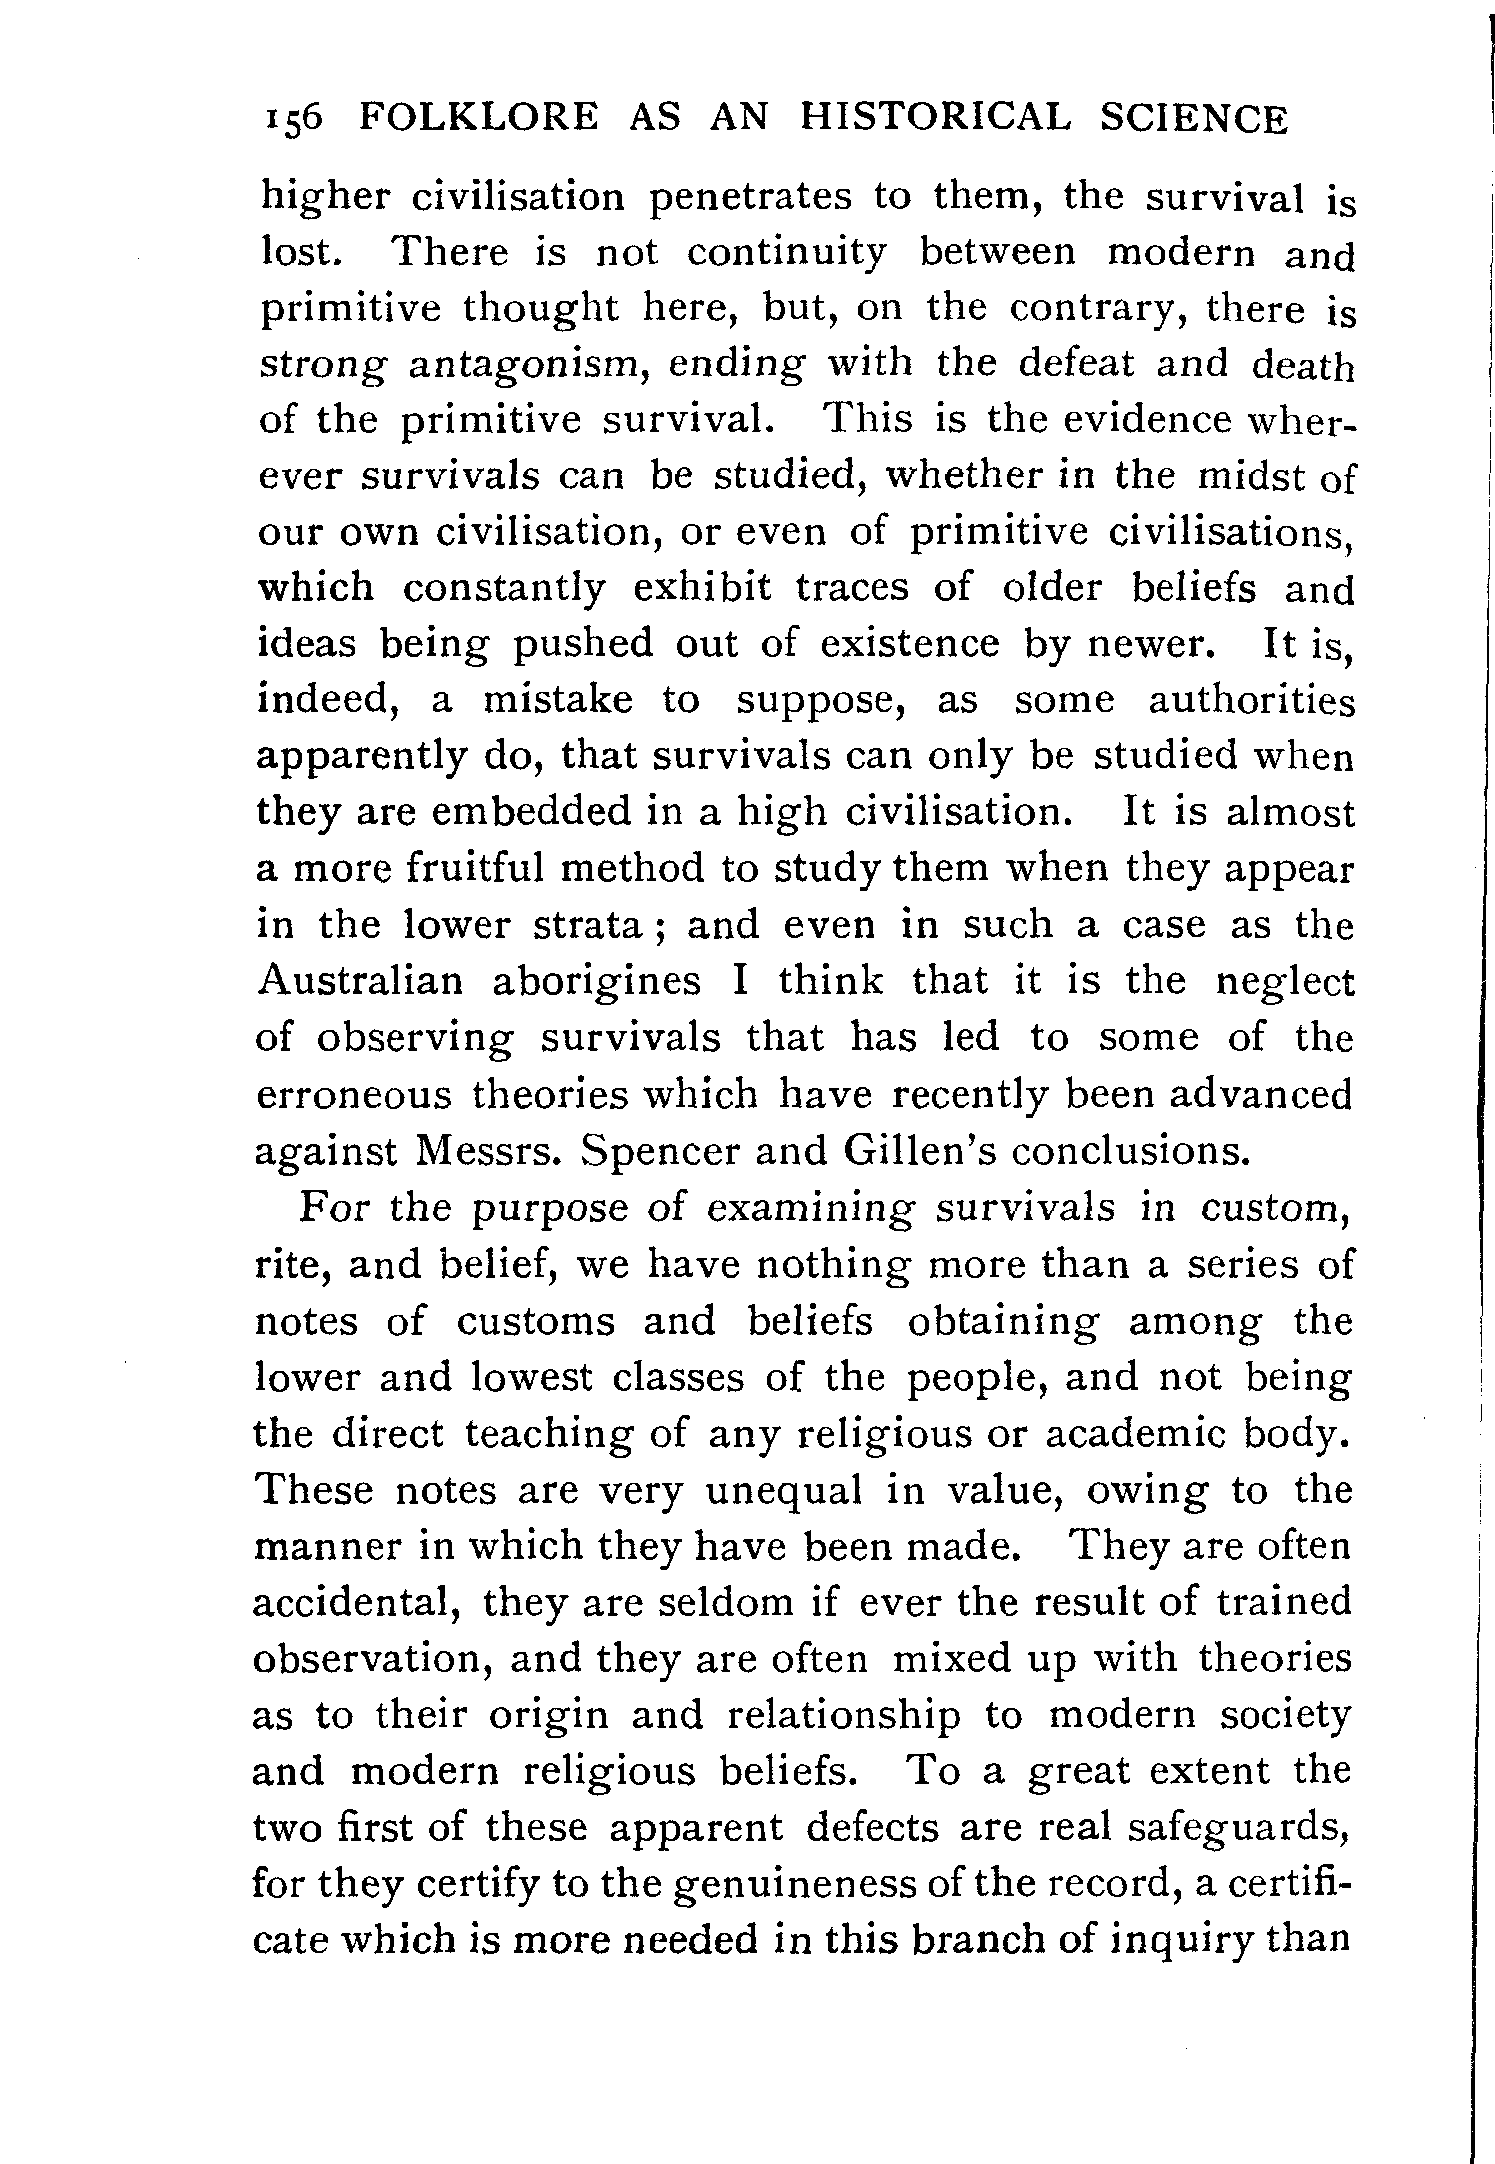 156 FOLKLORE AS AN HISTORICAL SCIENCE
higher civilisation penetrates to them, the survival is
lost. There is not continuity between modern and
primitive thought here, but, on the contrary, there is
strong antagonism, ending with the defeat and death
of the primitive survival. This is the evidence wher-
ever survivals can be studied, whether in the midst of
our own civilisation, or even of primitive civilisations,
which constantly exhibit traces of older beliefs and
ideas being pushed out of existence by newer. It is,
indeed, a mistake to suppose, as some authorities
apparently do, that survivals can only be studied when
they are embedded in a high civilisation. It is almost
a more fruitful method to study them when they appear
in the lower strata ; and even in such a case as the
Australian aborigines I think that it is the neglect
of observing survivals that has led to some of the
erroneous theories which have recently been advanced
against Messrs. Spencer and Gillen's conclusions.
For the purpose of examining survivals in custom,
rite, and belief, we have nothing more than a series of
notes of customs and beliefs obtaining among the
lower and lowest classes of the people, and not being
the direct teaching of any religious or academic body.
These notes are very unequal in value, owing to the
manner in which they have been made. They are often
accidental, they are seldom if ever the result of trained
observation, and they are often mixed up with theories
as to their origin and relationship to modern society
and modern religious beliefs. To a great extent the
two first of these apparent defects are real safeguards,
for they certify to the genuineness of the record, a certifi-
cate which is more needed in this branch of inquiry than